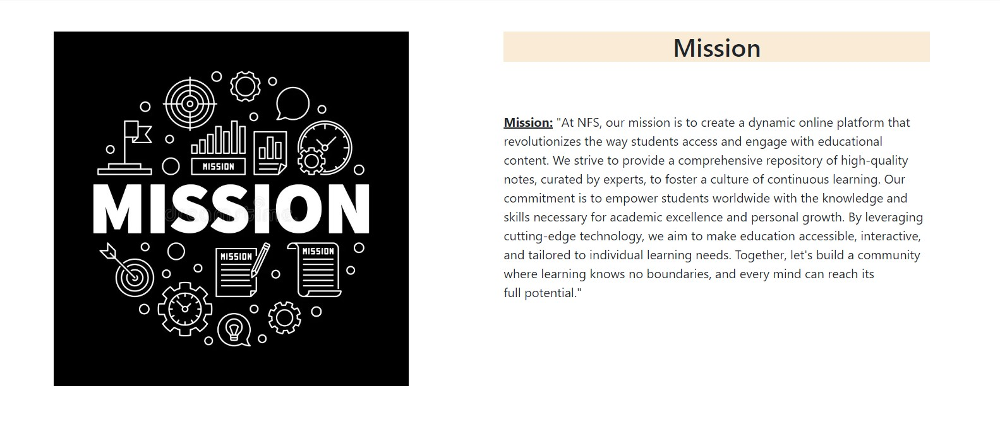 MISSION
MISSION
MISSION
MISSION
dreamstime.
Mission
Mission: "At NFS, our mission is to create a dynamic online platform that
revolutionizes the way students access and engage with educational
content. We strive to provide a comprehensive repository of high-quality
notes, curated by experts, to foster a culture of continuous learning. Our
commitment is to empower students worldwide with the knowledge and
skills necessary for academic excellence and personal growth. By leveraging
cutting-edge technology, we aim to make education accessible, interactive,
and tailored to individual learning needs. Together, let's build a community
where learning knows no boundaries, and every mind can reach its
full potential."